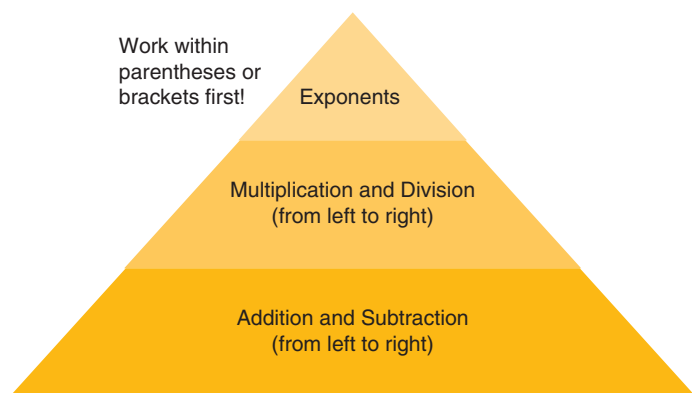 Work within
parentheses or
brackets first!
Exponents
Multiplication and Division
(from left to right)
Addition and Subtraction
(from left to right)